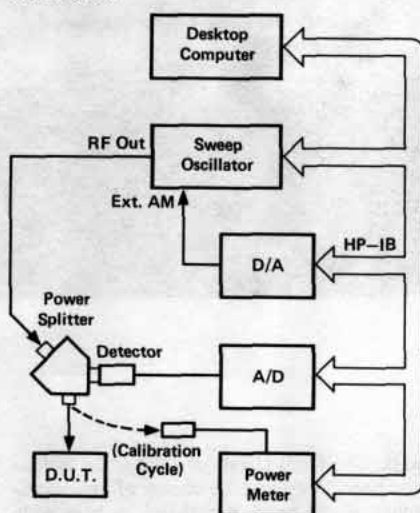 Desktop
Computer
RF Out
Sweep
Oscillator
Ext. AM
HP–IB
D/A
Power
Splitter
Detector
A/D
(Calibration
Cycle)
D.U.T.
Power
Meter